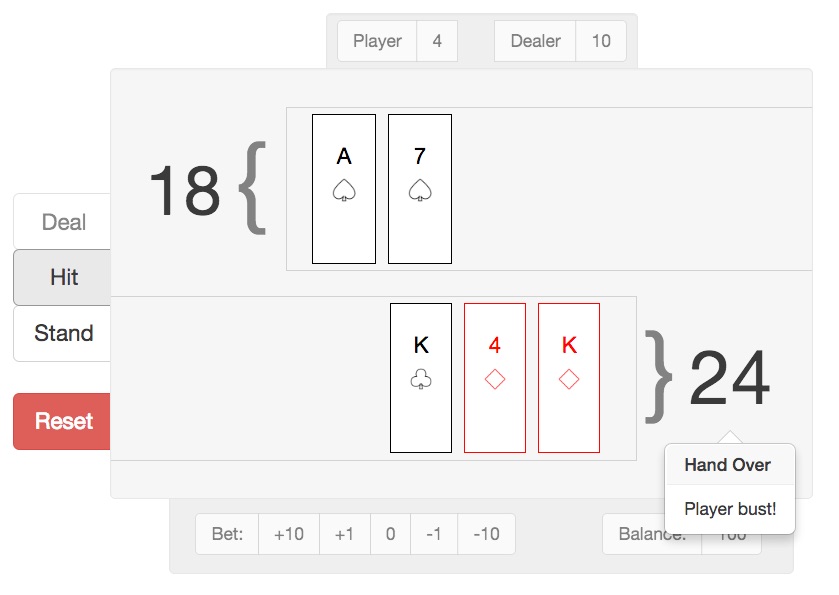 Player 4 Dealer 10
18 { A 7
Deal
Hit
Stand
Reset
K 4 K } 24
Hand Over
Player bust!
Bet: +10 +1 0 -1 -10 Balance: 100